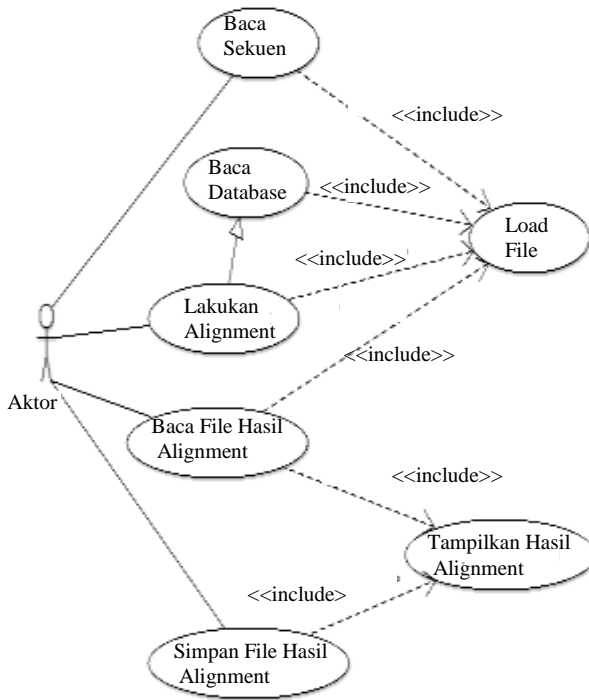 Baca
Sekuen
<<include>>
Baca
Database
<<include>>
Load
File
<<include>>
Lakukan
Alignment
<<include>>
Aktor
Baca File Hasil
Alignment
<<include>>
Tampilkan Hasil
Alignment
<<include>
Simpan File Hasil
Alignment